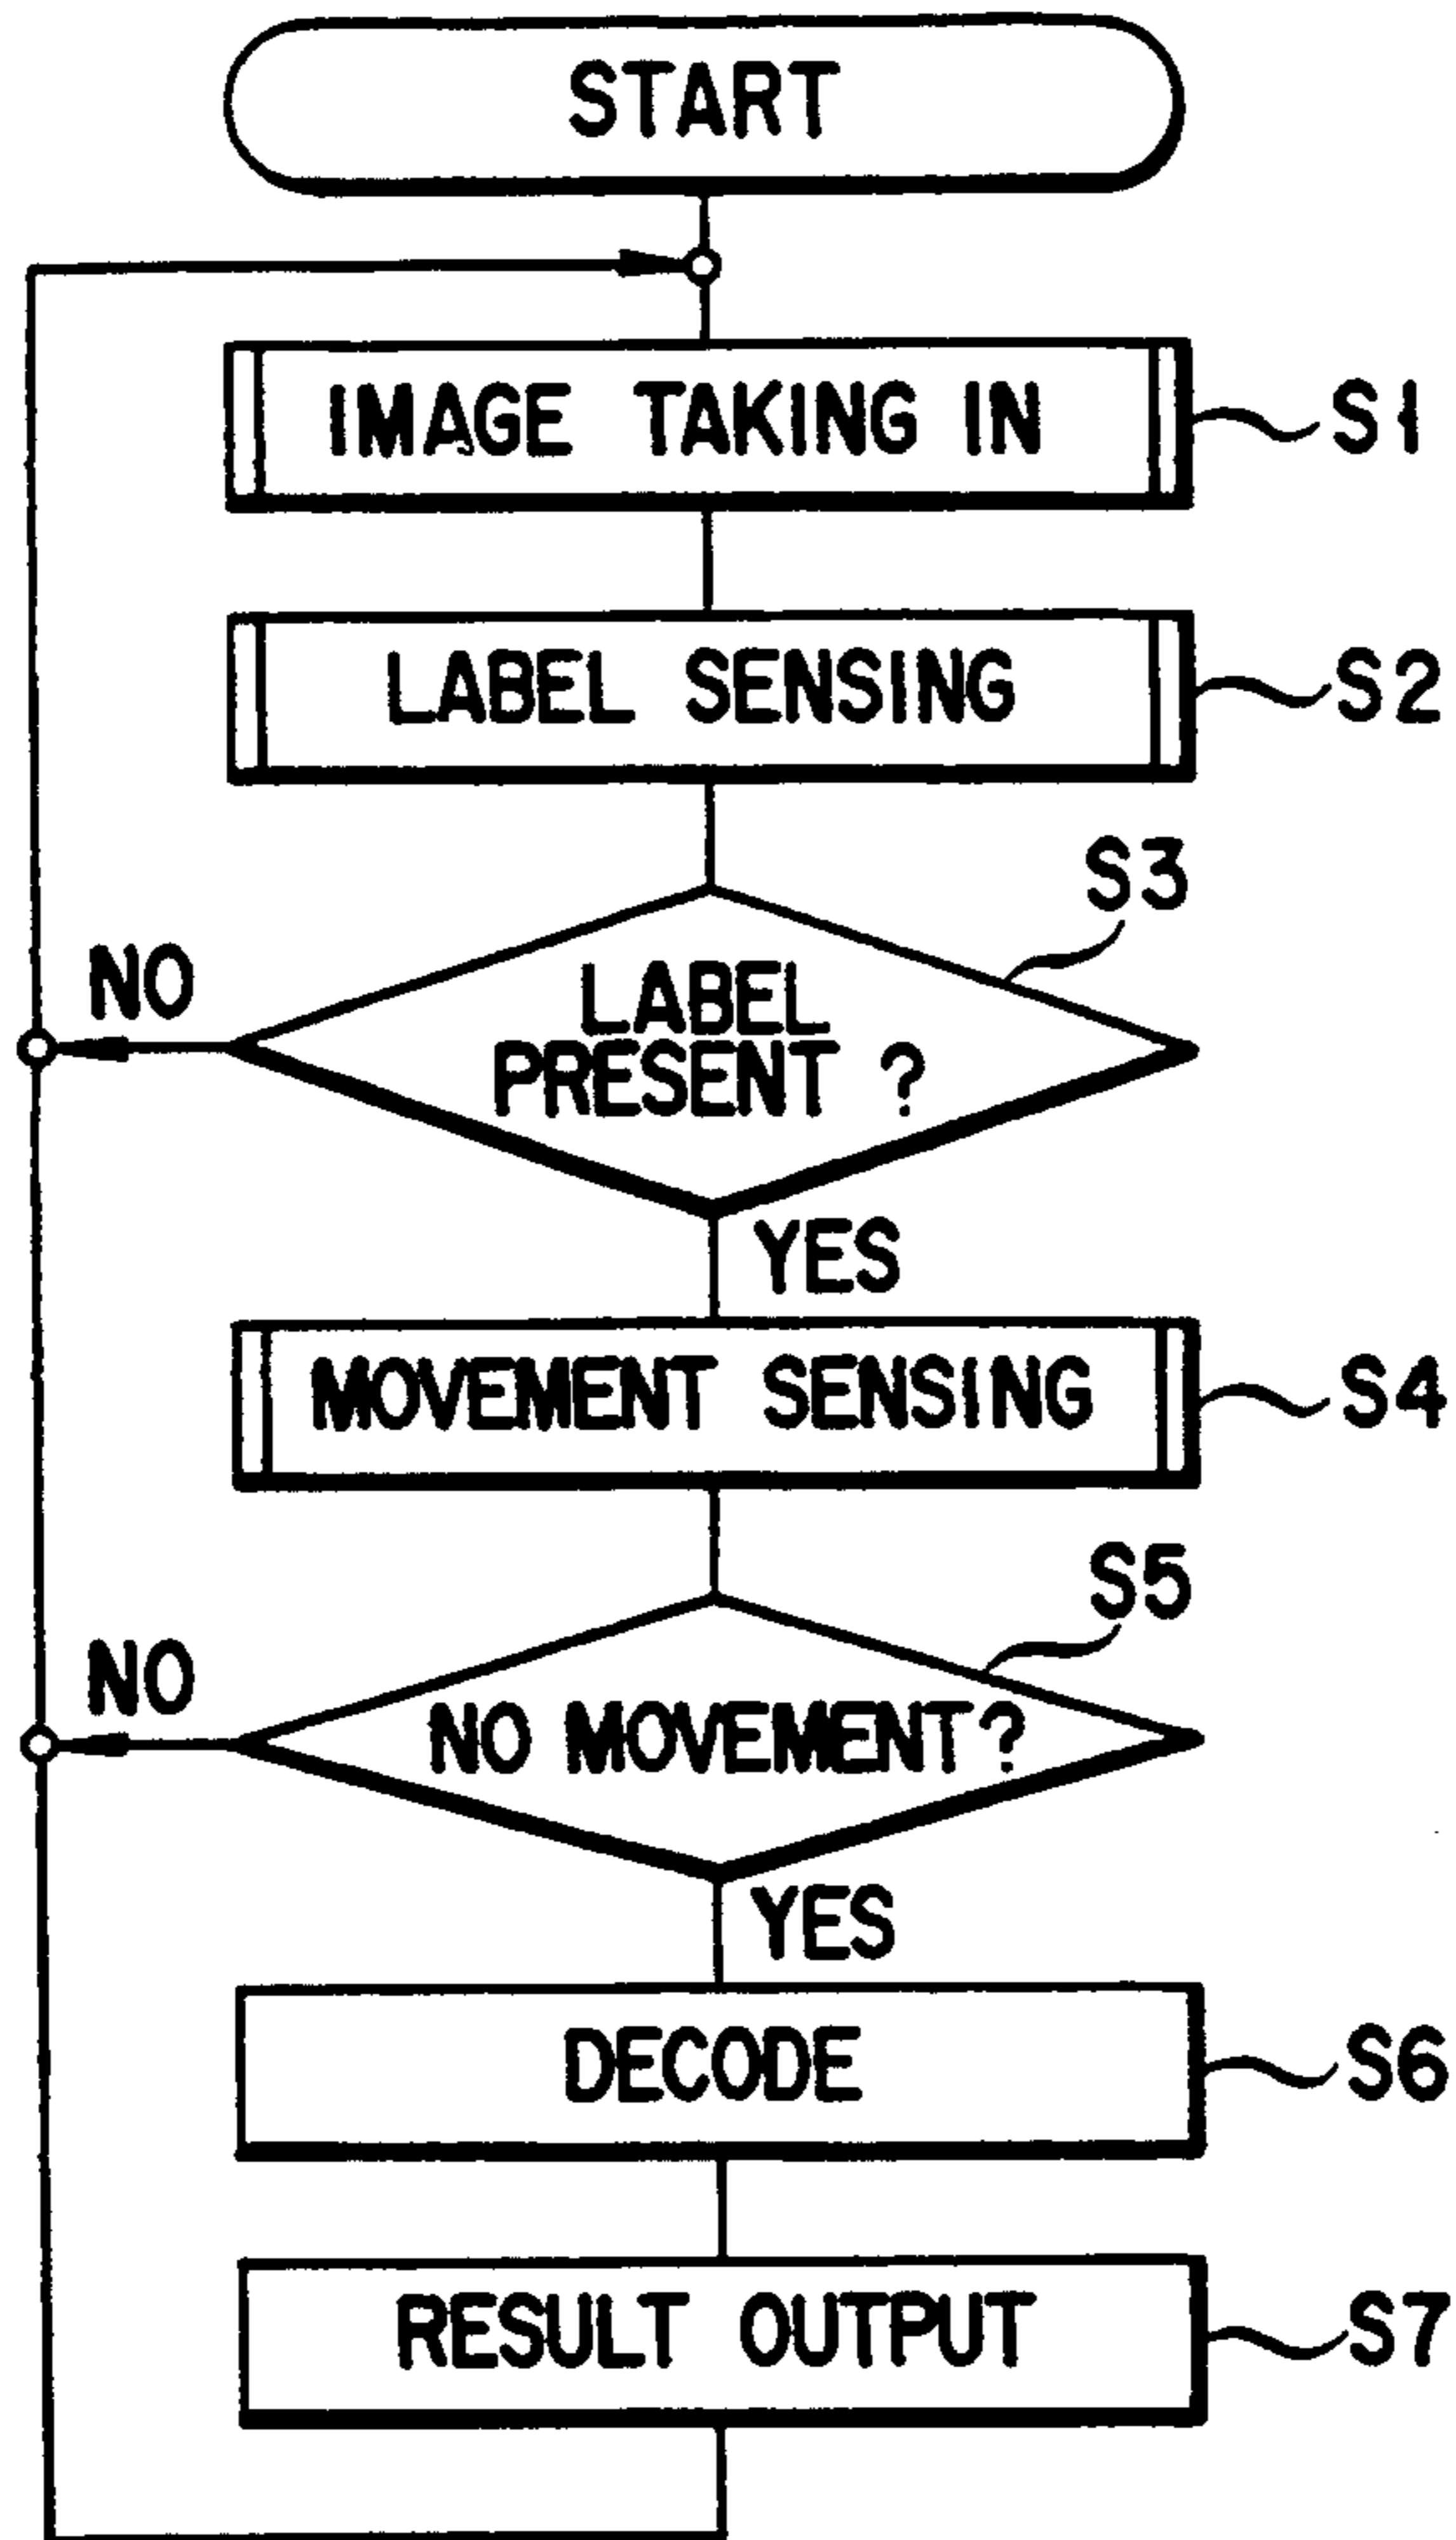 START
IMAGE TAKING IN
S1
LABEL SENSING
S2
S3
NO
LABEL
PRESENT ?
YES
MOVEMENT SENSING
S4
S5
NO
NO MOVEMENT?
YES
DECODE
S6
RESULT OUTPUT
S7